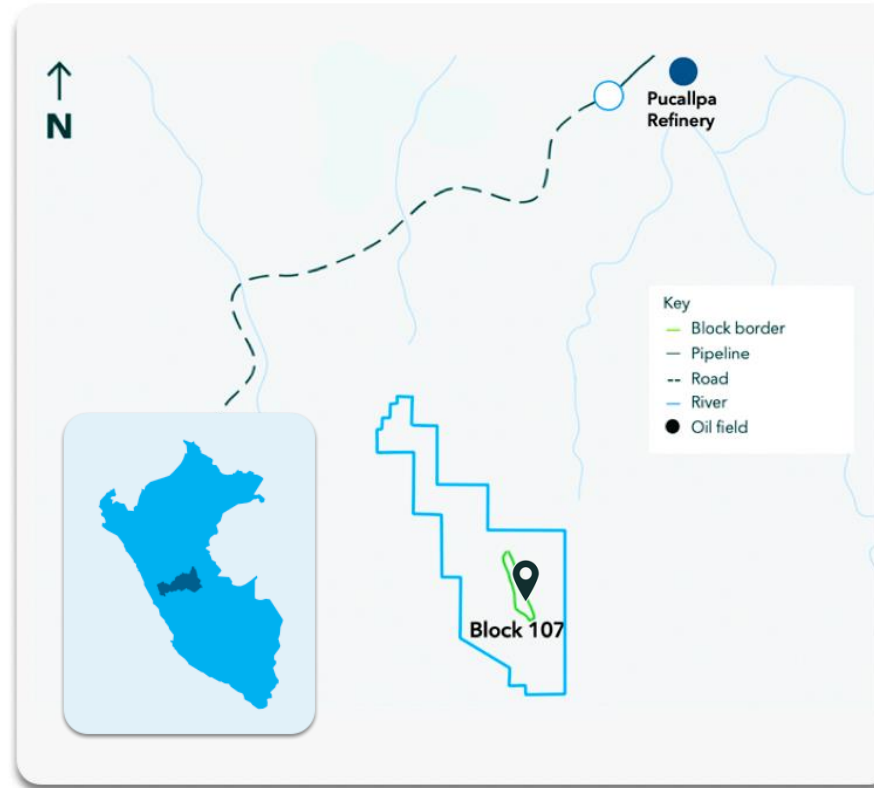 N
Pucallpa
Refinery
Key
Block border
Pipeline
Road
River
Oil field
Block 107